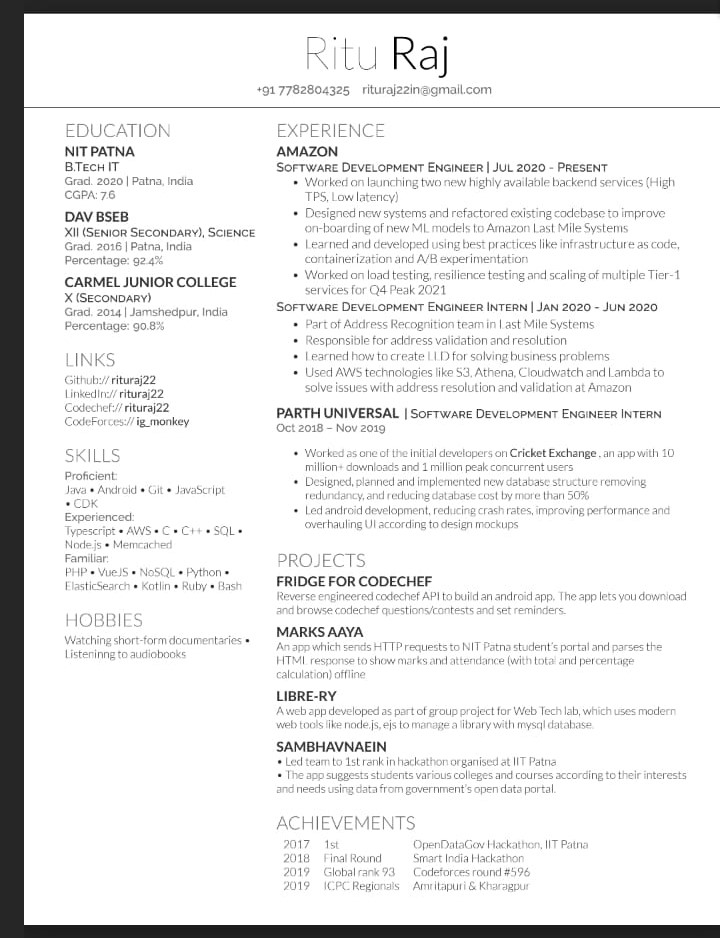 Ritu Raj
+91 7782804325 rituraj22in@gmail.com
EDUCATION
NIT PATNA
B.Tech IT
Grad. 2020 | Patna, India
CGPA: 7.6
DAV BSEB
XII (Senior Secondary), Science
Grad. 2016 | Patna, India
Percentage: 92.4%
CARMEL JUNIOR COLLEGE
X (Secondary)
Grad. 2014 | Jamshedpur, India
Percentage: 90.8%
LINKS
Github:// rituraj22
LinkedIn:// rituraj22
Codechef:// rituraj22
CodeForces:// ig_monkey
SKILLS
Proficient:
Java • Android • Git • JavaScript
• CDK
Experienced:
Typescript • AWS • C • C++ • SQL •
Node.js • Memcached
Familiar:
PHP • VueJS • NoSQL • Python •
ElasticSearch • Kotlin • Ruby • Bash
HOBBIES
Watching short-form documentaries •
Listeninng to audiobooks
EXPERIENCE
AMAZON
Software Development Engineer | Jul 2020 - Present
• Worked on launching two new highly available backend services (High
TPS, Low latency)
• Designed new systems and refactored existing codebase to improve
on-boarding of new ML models to Amazon Last Mile Systems
• Learned and developed using best practices like infrastructure as code,
containerization and A/B experimentation
• Worked on load testing, resilience testing and scaling of multiple Tier-1
services for Q4 Peak 2021
Software Development Engineer Intern | Jan 2020 - Jun 2020
• Part of Address Recognition team in Last Mile Systems
• Responsible for address validation and resolution
• Learned how to create LLD for solving business problems
• Used AWS technologies like S3, Athena, Cloudwatch and Lambda to
solve issues with address resolution and validation at Amazon
PARTH UNIVERSAL | Software Development Engineer Intern
Oct 2018 – Nov 2019
• Worked as one of the initial developers on Cricket Exchange , an app with 10
million+ downloads and 1 million peak concurrent users
• Designed, planned and implemented new database structure removing
redundancy, and reducing database cost by more than 50%
• Led android development, reducing crash rates, improving performance and
overhauling UI according to design mockups
PROJECTS
FRIDGE FOR CODECHEF
Reverse engineered codechef API to build an android app. The app lets you download
and browse codechef questions/contests and set reminders.
MARKS AAYA
An app which sends HTTP requests to NIT Patna student's portal and parses the
HTML response to show marks and attendance (with total and percentage
calculation) offline
LIBRE-RY
A web app developed as part of group project for Web Tech lab, which uses modern
web tools like node.js, ejs to manage a library with mysql database.
SAMBHAVNAEIN
• Led team to 1st rank in hackathon organised at IIT Patna
• The app suggests students various colleges and courses according to their interests
and needs using data from government's open data portal.
ACHIEVEMENTS
2017 1st OpenDataGov Hackathon, IIT Patna
2018 Final Round Smart India Hackathon
2019 Global rank 93 Codeforces round #596
2019 ICPC Regionals Amritapuri & Kharagpur